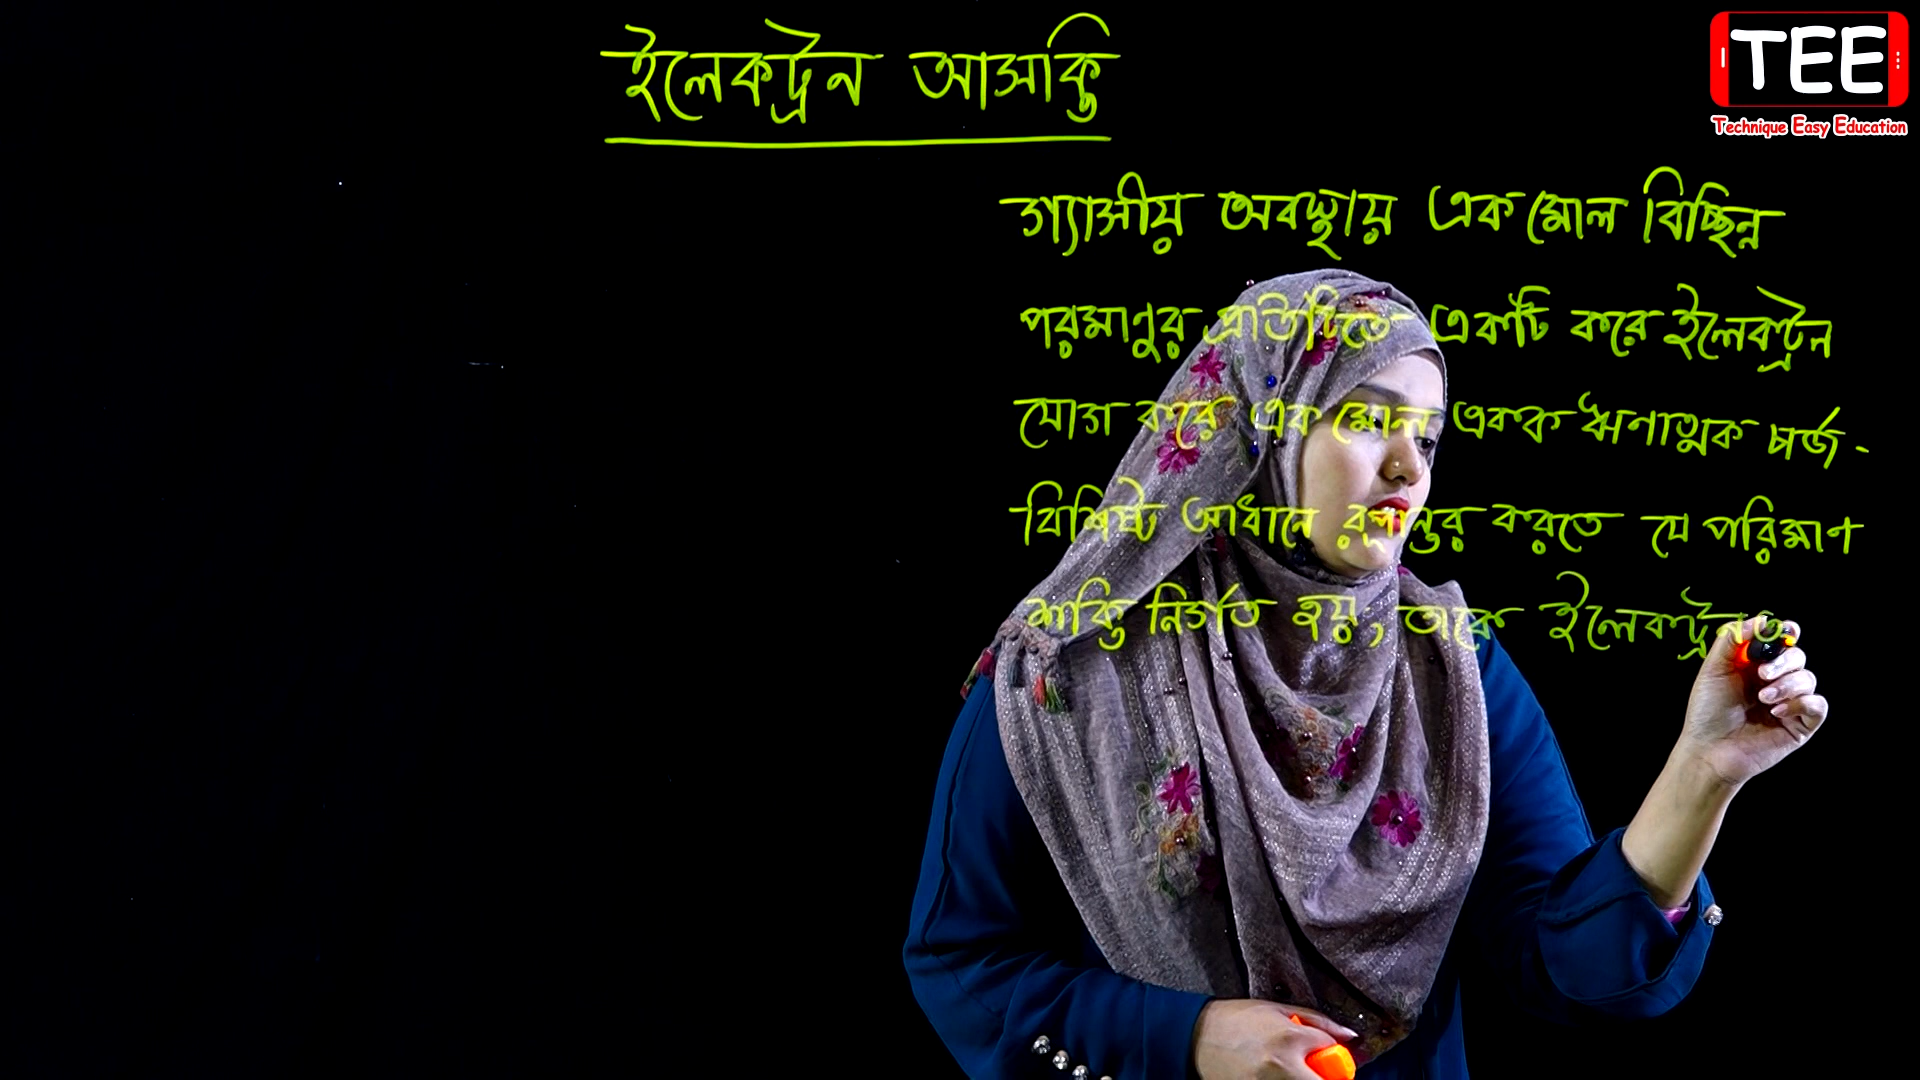 ইলেকট্রন আসক্তি
TEE
Technique Easy Education
গ্যাসীয় অবস্থায় এক মোল বিচ্ছিন্ন
পরমানুর প্রতিটিতে একটি করে ইলেকট্রন
যোগ করে এক মোল একক ঋণাত্মক চার্জ -
বিশিষ্ট আধানে রূপান্তর করতে যে পরিমাণ
শক্তি নির্গত হয়, তাকে ইলেকট্রন